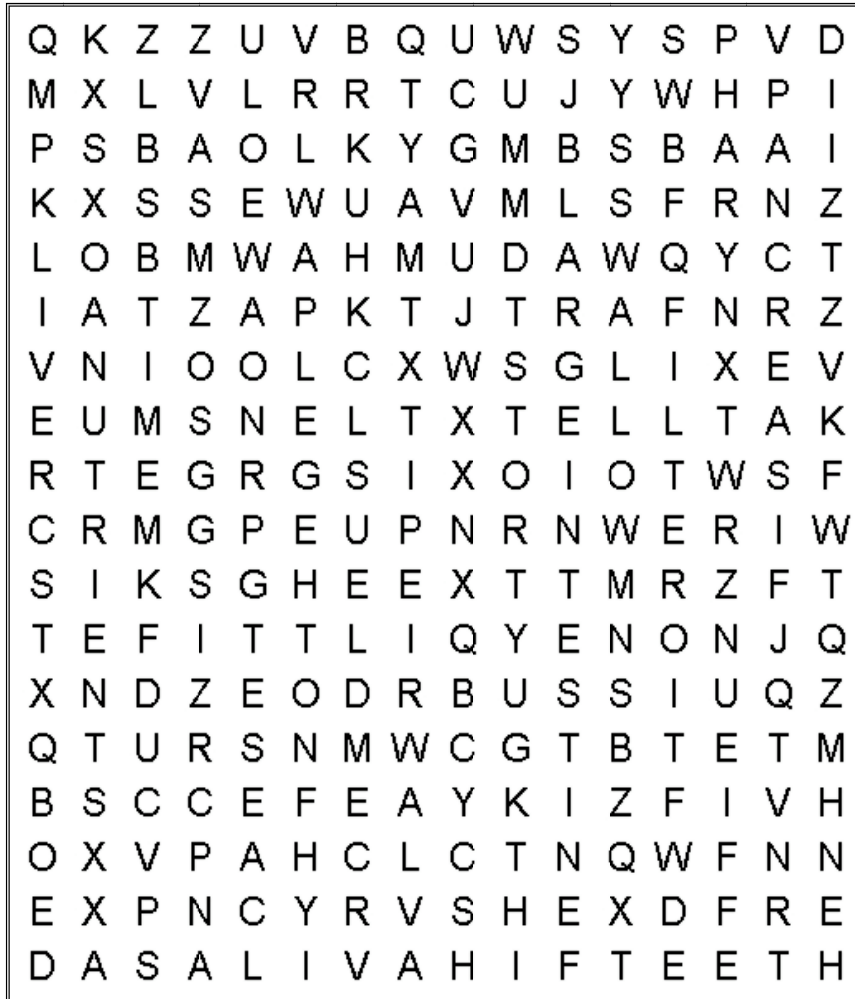 Q K Z Z U V B Q U W S Y S P V D
M X L V L R R T C U J Y W H P I
P S B A O L K Y G M B S B A A I
K X S S E W U A V M L S F R N Z
L O B M W A H M U D A W Q Y C T
I A T Z A P K T J T R A F N R Z
V N I O O L C X W S G L I X E V
E U M S N E L T X T E L L T A K
R T E G R G S I X O I O T W S F
C R M G P E U P N R N W E R I W
S I K S G H E E X T T M R Z F T
T E F I T T L I Q Y E N O N J Q
X N D Z E O D R B U S S I U Q Z
Q T U R S N M W C G T B T E T M
B S C C E F E A Y K I Z F I V H
O X V P A H C L C T N Q W F N N
E X P N C Y R V S H E X D F R E
D A S A L I V A H I F T E E T H